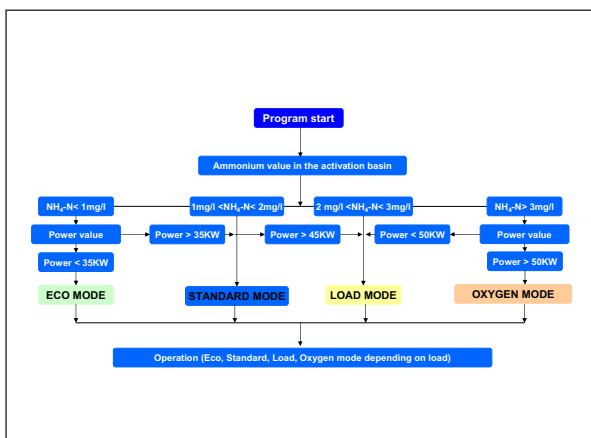 Program start
Ammonium value in the activation basin
NH₄-N< 1mg/l
1mg/l <NH₄-N< 2mg/l
2 mg/l <NH₄-N< 3mg/l
NH₄-N> 3mg/l
Power value
Power > 35KW
Power > 45KW
Power < 50KW
Power value
Power < 35KW
Power > 50KW
ECO MODE
STANDARD MODE
LOAD MODE
OXYGEN MODE
Operation (Eco, Standard, Load, Oxygen mode depending on load)